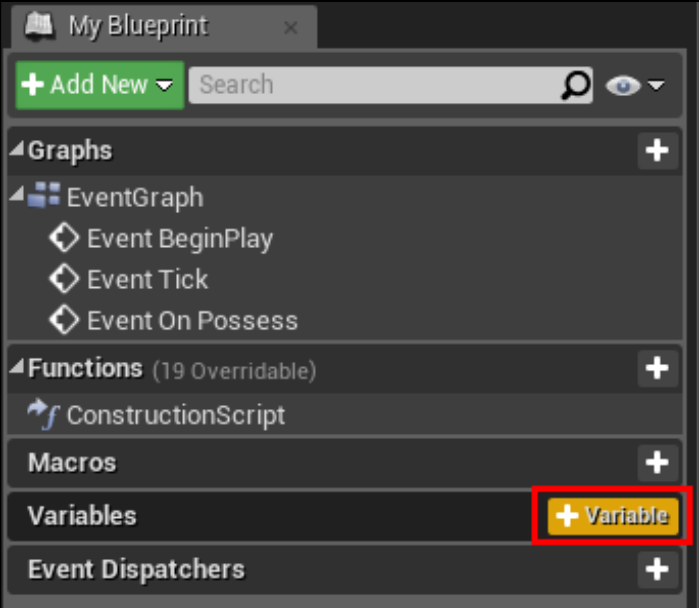 My Blueprint
Add New Search
Graphs
EventGraph
Event BeginPlay
Event Tick
Event On Possess
Functions (19 Overridable)
ConstructionScript
Macros
Variables + Variable
Event Dispatchers